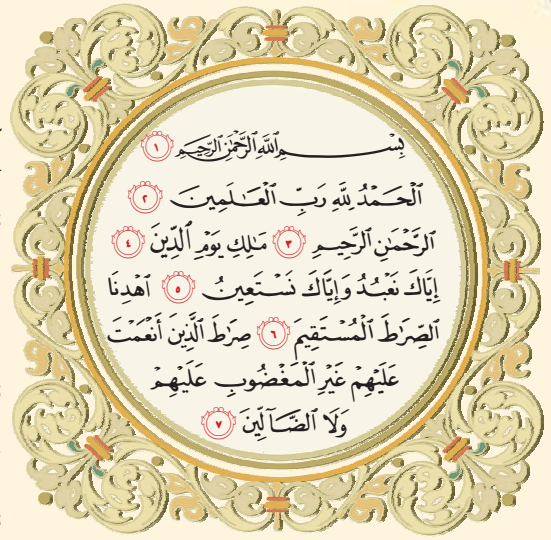 بِسْمِ ٱللَّهِ ٱلرَّحْمَٰنِ ٱلرَّحِيمِ ١
ٱلْحَمْدُ لِلَّهِ رَبِّ ٱلْعَٰلَمِينَ ٢
ٱلرَّحْمَٰنِ ٱلرَّحِيمِ ٣ مَٰلِكِ يَوْمِ ٱلدِّينِ ٤
إِيَّاكَ نَعْبُدُ وَإِيَّاكَ نَسْتَعِينُ ٥ ٱهْدِنَا
ٱلصِّرَٰطَ ٱلْمُسْتَقِيمَ ٦ صِرَٰطَ ٱلَّذِينَ أَنْعَمْتَ
عَلَيْهِمْ غَيْرِ ٱلْمَغْضُوبِ عَلَيْهِمْ
وَلَا ٱلضَّآلِّينَ ٧